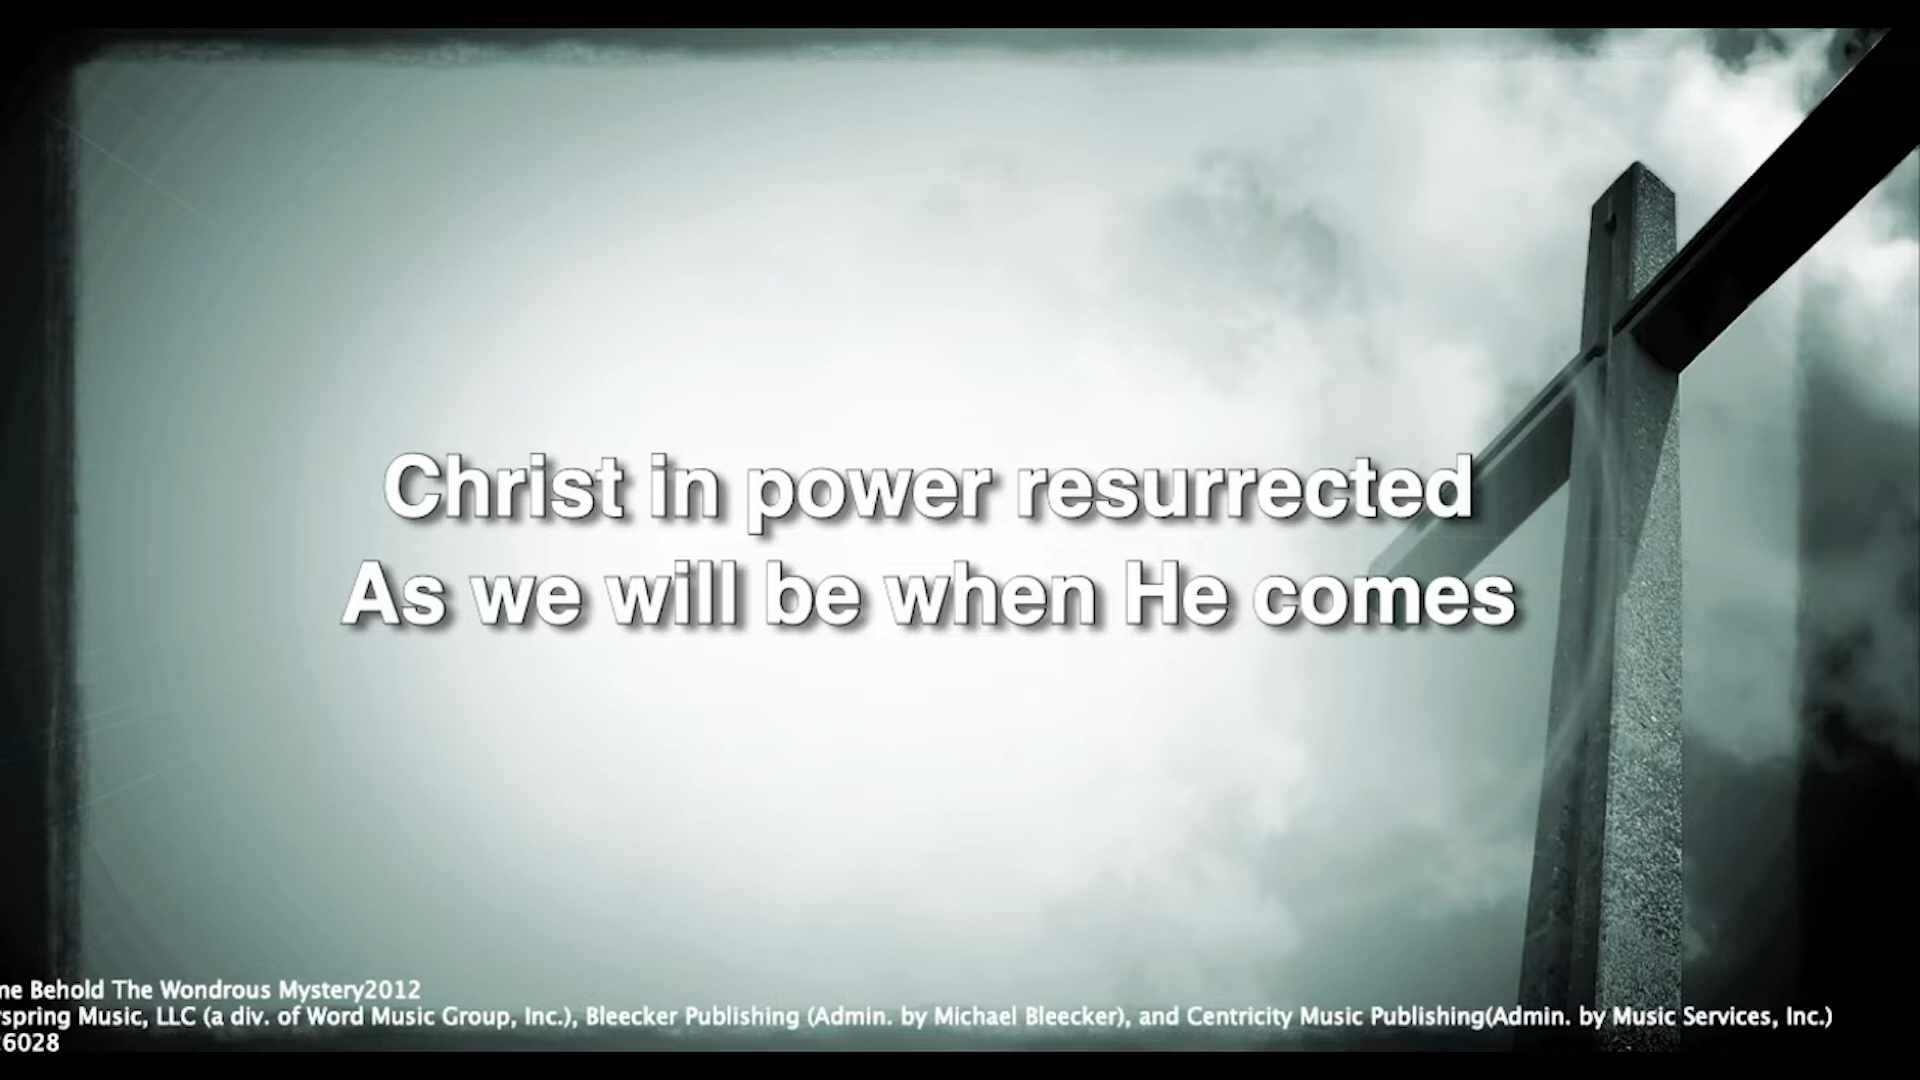 Christ in power resurrected
As we will be when He comes
me Behold The Wondrous Mystery2012
spring Music, LLC (a div. of Word Music Group, Inc.), Bleecker Publishing (Admin. by Michael Bleecker), and Centricity Music Publishing(Admin. by Music Services, Inc.)
6028